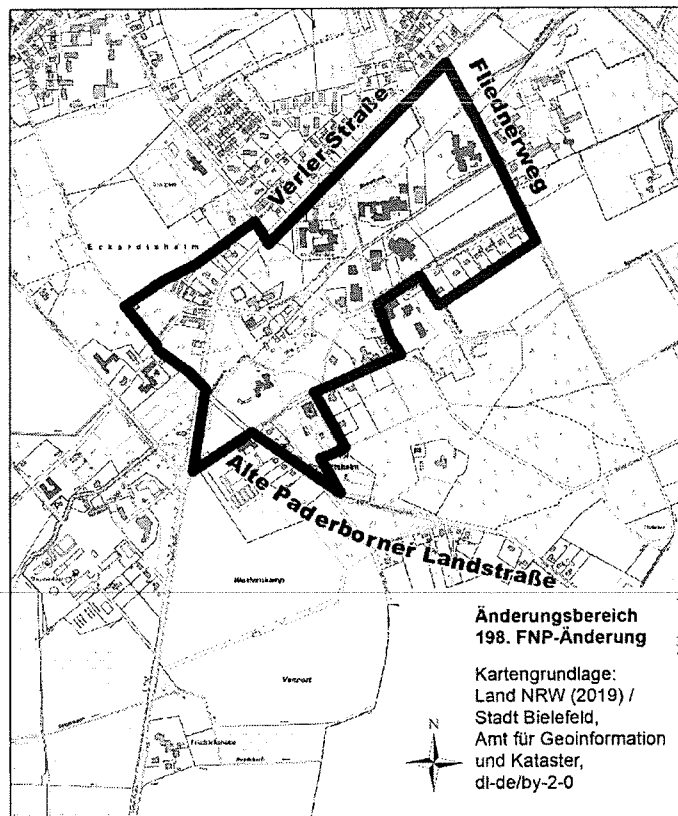 Verler Straße
Fliednerweg
Eckardtsheim
Alte Paderborner Landstraße
Änderungsbereich
198. FNP-Änderung
Kartengrundlage:
Land NRW (2019) /
Stadt Bielefeld,
Amt für Geoinformation
und Kataster,
dl-de/by-2-0
N